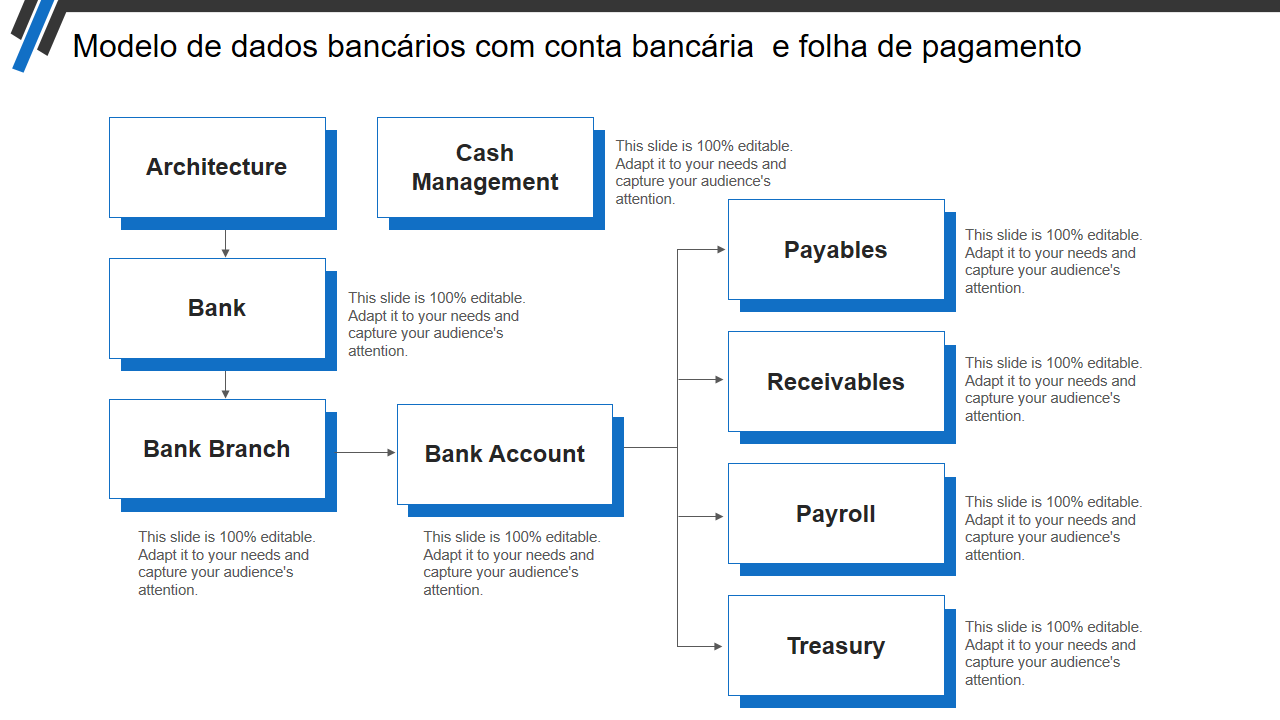 Modelo de dados bancários com conta bancária  e folha de pagamento
Architecture
Cash
Management
This slide is 100% editable.
Adapt it to your needs and
capture your audience's
attention.
Bank
This slide is 100% editable.
Adapt it to your needs and
capture your audience's
attention.
Bank Branch
This slide is 100% editable.
Adapt it to your needs and
capture your audience's
attention.
Bank Account
This slide is 100% editable.
Adapt it to your needs and
capture your audience's
attention.
Payables
This slide is 100% editable.
Adapt it to your needs and
capture your audience's
attention.
Receivables
This slide is 100% editable.
Adapt it to your needs and
capture your audience's
attention.
Payroll
This slide is 100% editable.
Adapt it to your needs and
capture your audience's
attention.
Treasury
This slide is 100% editable.
Adapt it to your needs and
capture your audience's
attention.